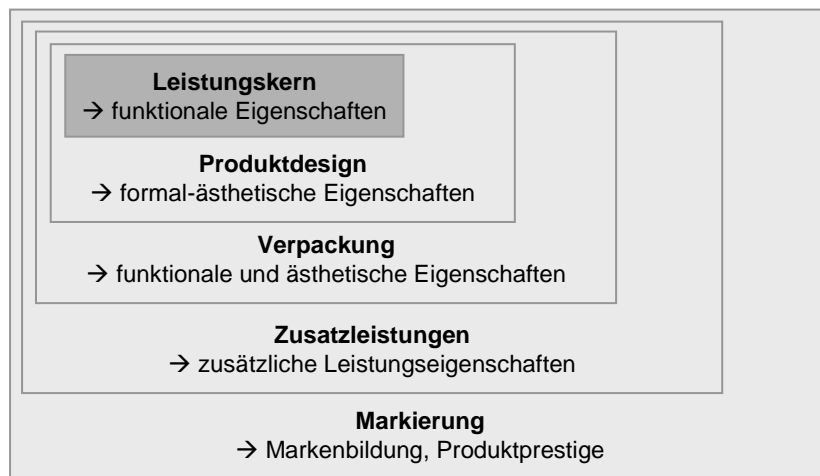 Leistungskern
→ funktionale Eigenschaften
Produktdesign
→ formal-ästhetische Eigenschaften
Verpackung
→ funktionale und ästhetische Eigenschaften
Zusatzleistungen
→ zusätzliche Leistungseigenschaften
Markierung
→ Markenbildung, Produktprestige